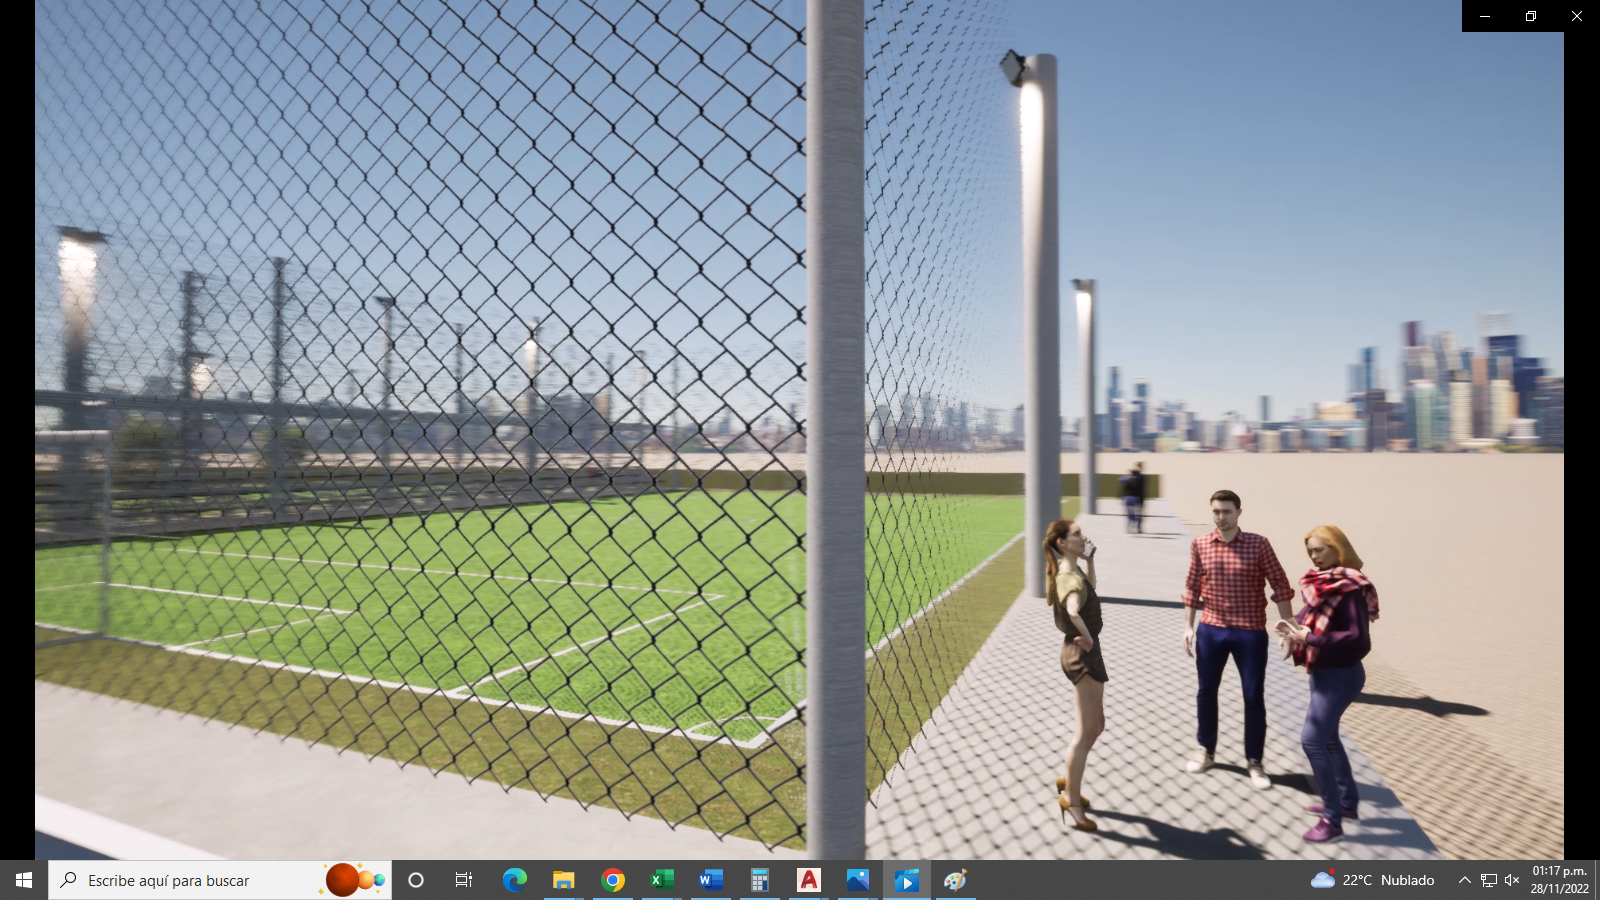 Escribe aquí para buscar
22°C Nublado
01:17 p.m.
28/11/2022